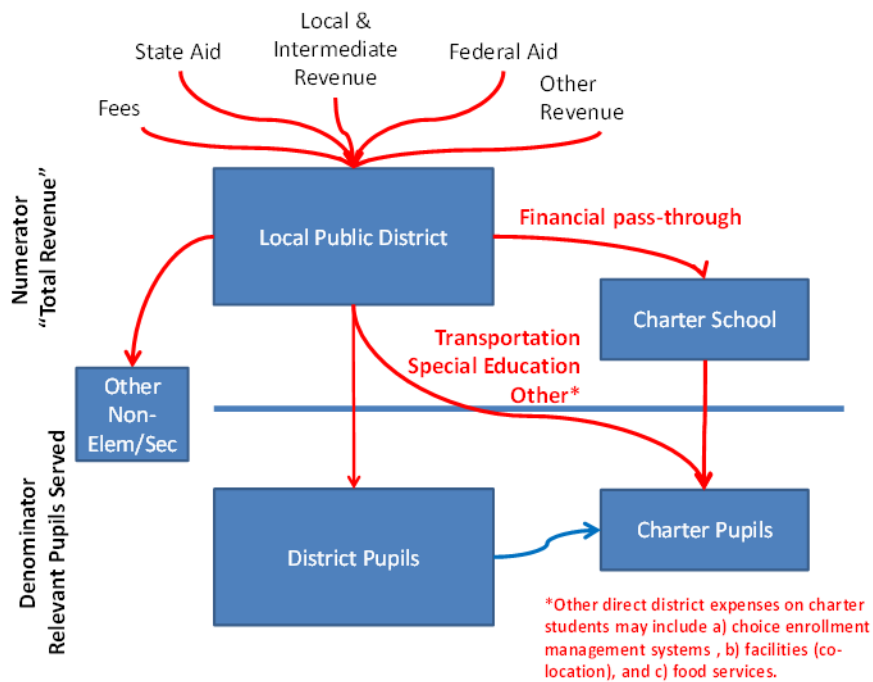 State Aid
Local &
Intermediate
Revenue
Federal Aid
Fees
Other
Revenue
Numerator
“Total Revenue”
Local Public District
Financial pass-through
Charter School
Transportation
Special Education
Other*
Other
Non-
Elem/Sec
Denominator
Relevant Pupils Served
District Pupils
Charter Pupils
*Other direct district expenses on charter
students may include a) choice enrollment
management systems , b) facilities (co-
location), and c) food services.